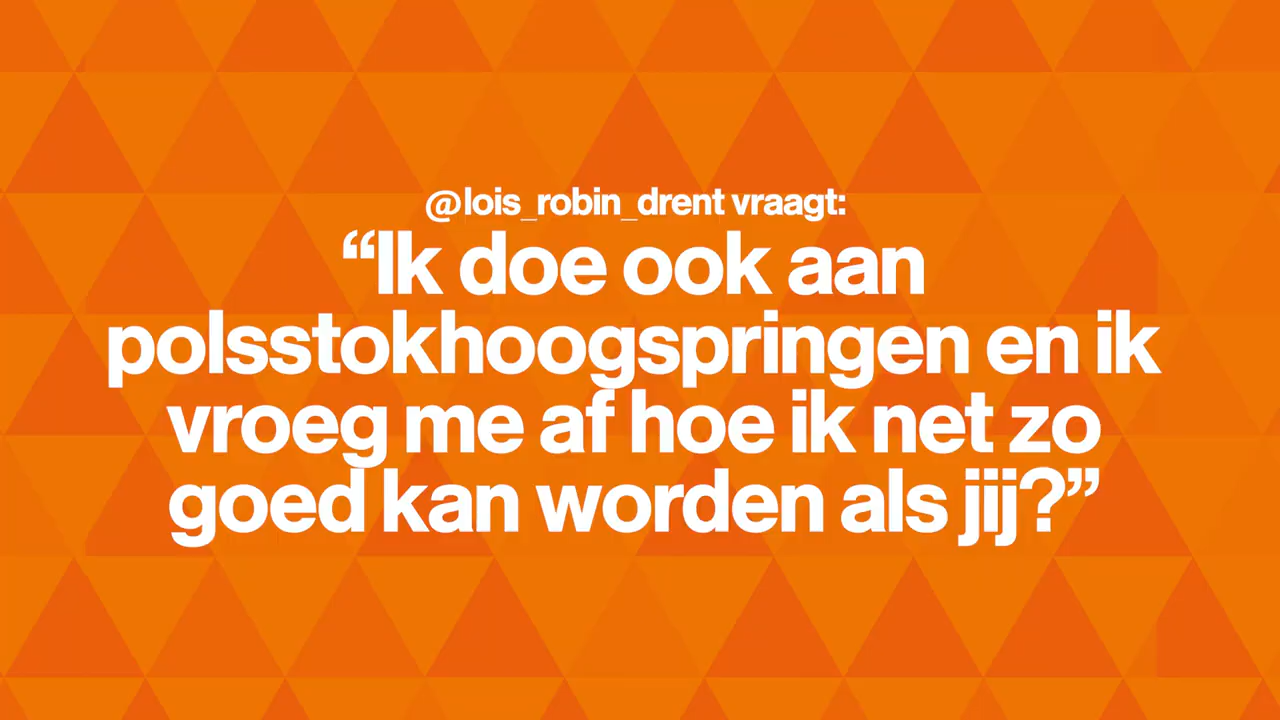 @lois_robin_drent vraagt:
“Ik doe ook aan
polsstokhoogspringen en ik
vroeg me af hoe ik net zo
goed kan worden als jij?”